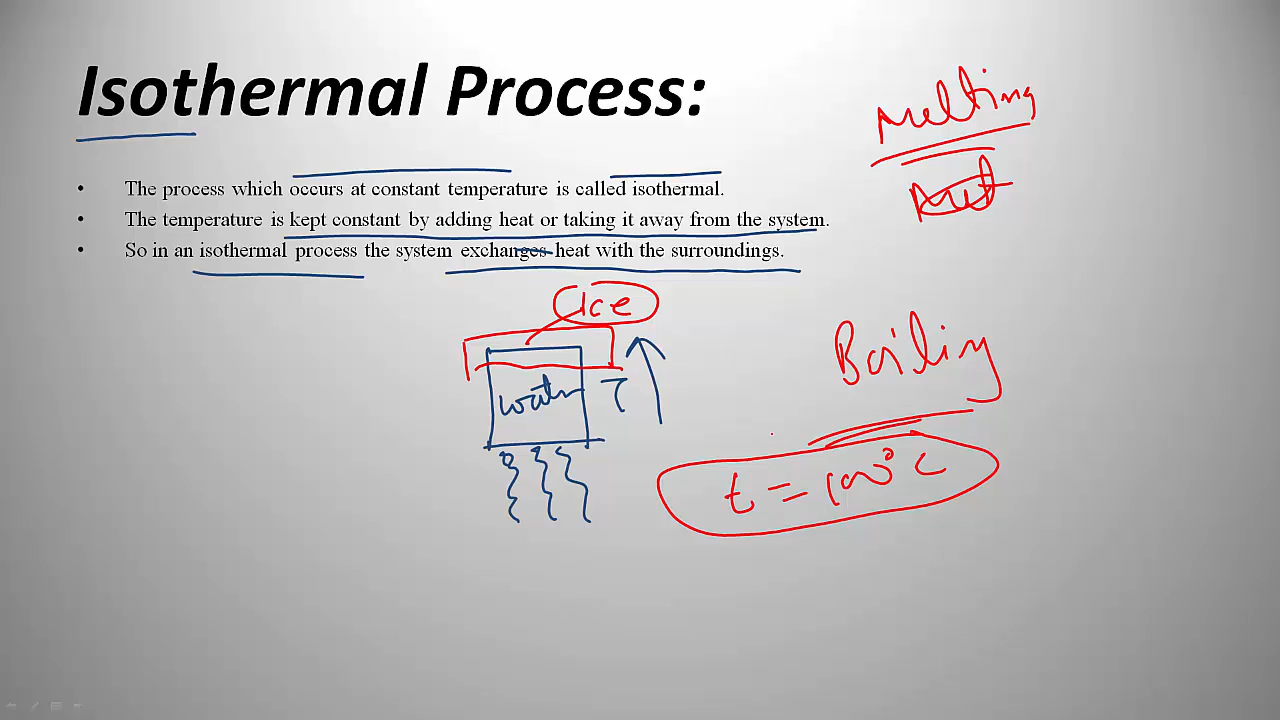 Isothermal Process:
Melting
• The process which occurs at constant temperature is called isothermal.
• The temperature is kept constant by adding heat or taking it away from the system.
• So in an isothermal process the system exchanges heat with the surroundings.
Ice
Boiling
water
T
t = 100°C